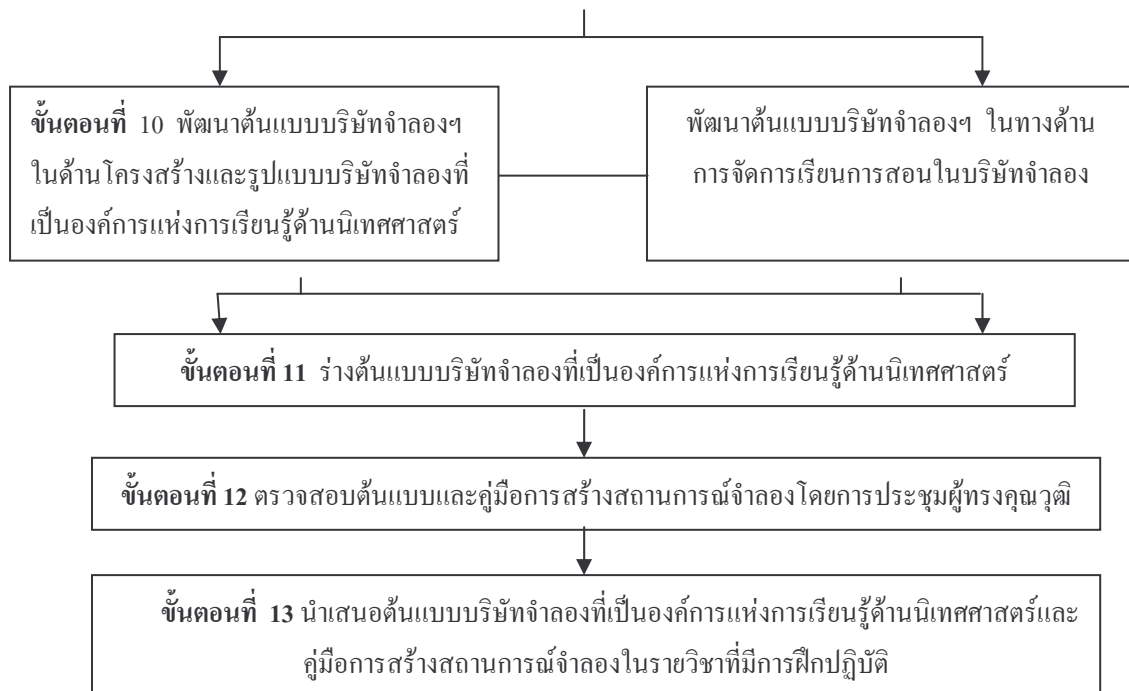 ขั้นตอนที่ 10 พัฒนาต้นแบบบริษัทจำลองฯ
ในด้านโครงสร้างและรูปแบบบริษัทจำลองที่
เป็นองค์การแห่งการเรียนรู้ด้านนิเทศศาสตร์
พัฒนาต้นแบบบริษัทจำลองฯ ในทางด้าน
การจัดการเรียนการสอนในบริษัทจำลอง
ขั้นตอนที่ 11 ร่างต้นแบบบริษัทจำลองที่เป็นองค์การแห่งการเรียนรู้ด้านนิเทศศาสตร์
ขั้นตอนที่ 12 ตรวจสอบต้นแบบและคู่มือการสร้างสถานการณ์จำลองโดยการประชุมผู้ทรงคุณวุฒิ
ขั้นตอนที่ 13 นำเสนอต้นแบบบริษัทจำลองที่เป็นองค์การแห่งการเรียนรู้ด้านนิเทศศาสตร์และ
คู่มือการสร้างสถานการณ์จำลองในรายวิชาที่มีการฝึกปฏิบัติ